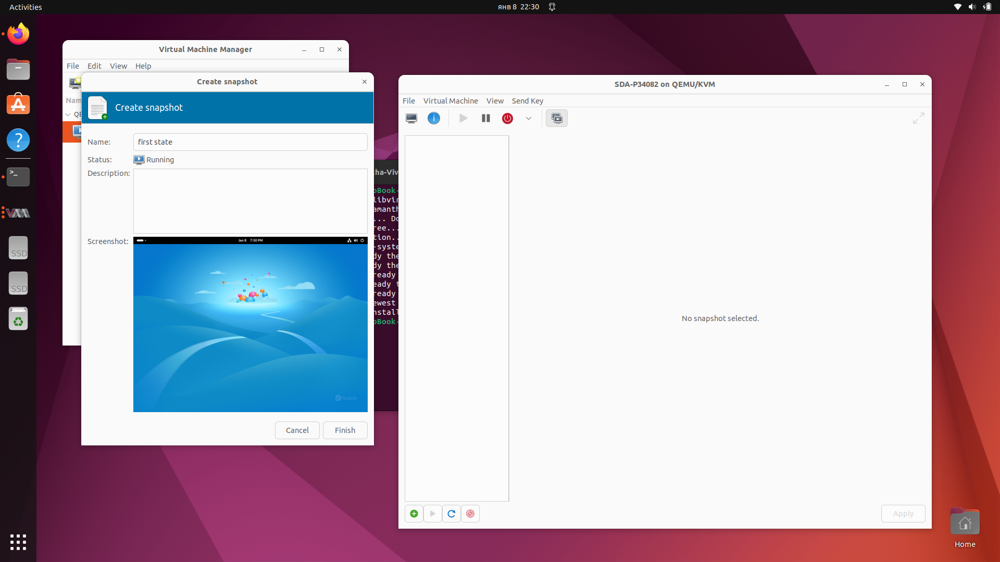 Activities
янв 8 22:30
Virtual Machine Manager
File Edit View Help
Nam
QE
Create snapshot
Create snapshot
Name: first state
Status: Running
Description:
Screenshot:
Jan 8 7:30 PM
fedora
Cancel Finish
cha-Viv
oBook-
libvir
amanth
... Do
ree...
tion..
-syste
dy the
dy the
ready
eady t
ready
ewest
nstall
oBook-
SDA-P34082 on QEMU/KVM
File Virtual Machine View Send Key
No snapshot selected.
Apply
SSD
SSD
Home